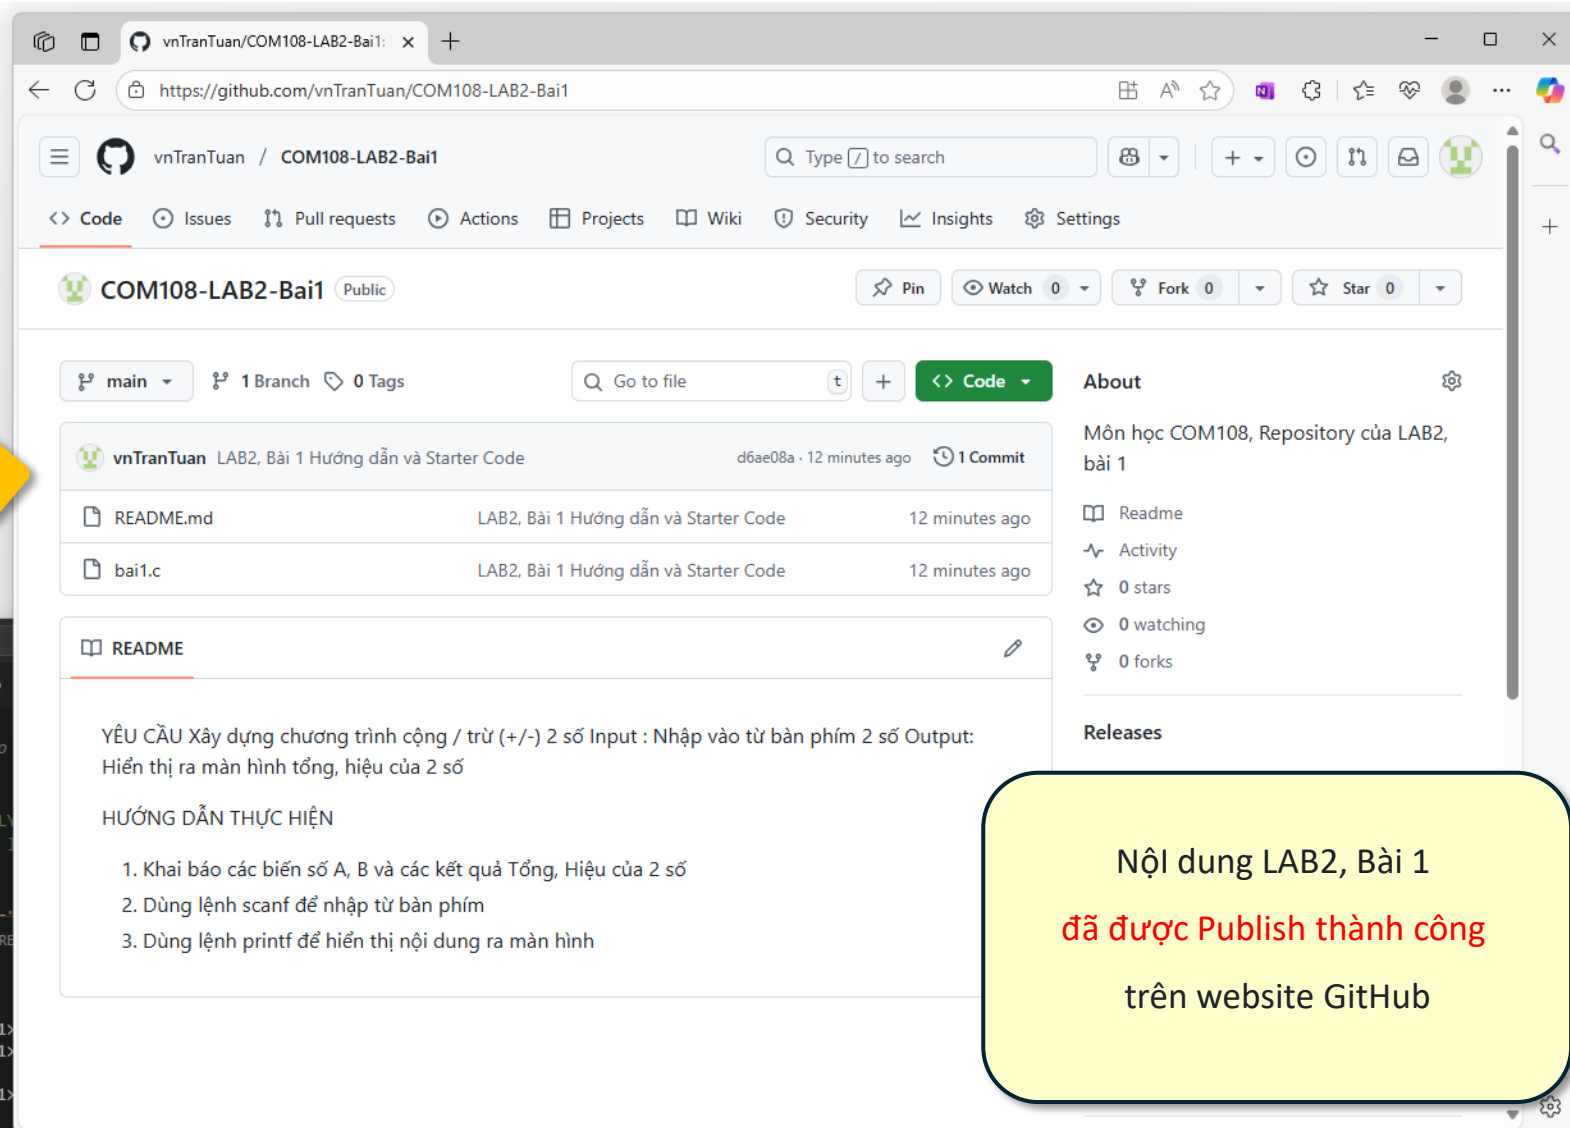 vnTranTuan/COM108-LAB2-Bai1:
https://github.com/vnTranTuan/COM108-LAB2-Bai1
vnTranTuan / COM108-LAB2-Bai1
Type / to search
Code Issues Pull requests Actions Projects Wiki Security Insights Settings
COM108-LAB2-Bai1 Public
Pin Watch 0 Fork 0 Star 0
main 1 Branch 0 Tags Go to file t Code
vnTranTuan LAB2, Bài 1 Hướng dẫn và Starter Code d6ae08a · 12 minutes ago 1 Commit
README.md LAB2, Bài 1 Hướng dẫn và Starter Code 12 minutes ago
bai1.c LAB2, Bài 1 Hướng dẫn và Starter Code 12 minutes ago
README
YÊU CẦU Xây dựng chương trình cộng / trừ (+/-) 2 số Input : Nhập vào từ bàn phím 2 số Output:
Hiển thị ra màn hình tổng, hiệu của 2 số
HƯỚNG DẪN THỰC HIỆN
1. Khai báo các biến số A, B và các kết quả Tổng, Hiệu của 2 số
2. Dùng lệnh scanf để nhập từ bàn phím
3. Dùng lệnh printf để hiển thị nội dung ra màn hình
About
Môn học COM108, Repository của LAB2,
bài 1
Readme
Activity
0 stars
0 watching
0 forks
Releases
NộI dung LAB2, Bài 1
đã được Publish thành công
trên website GitHub